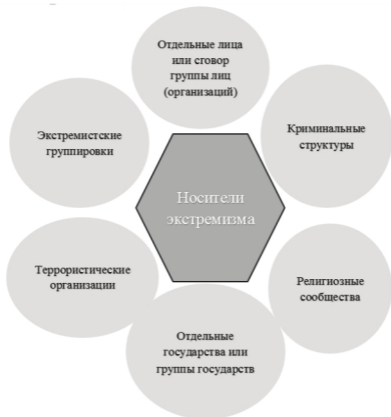 Отдельные лица
или сговор
группы лиц
(организаций)
Экстремистские
группировки
Криминальные
структуры
Носители
экстремизма
Террористические
организации
Религиозные
сообщества
Отдельные
государства или
группы государств